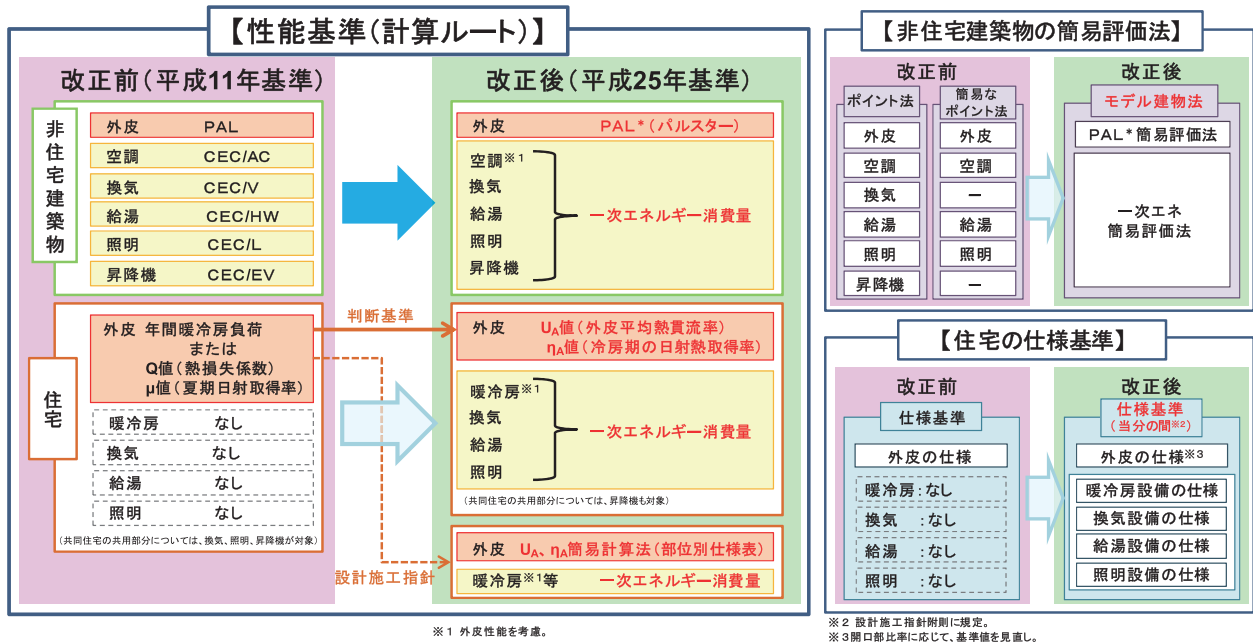 【性能基準（計算ルート）】
改正前（平成11年基準）
改正後（平成25年基準）
非住宅建築物
外皮 PAL
空調 CEC/AC
換気 CEC/V
給湯 CEC/HW
照明 CEC/L
昇降機 CEC/EV
外皮 PAL*（パルスター）
空調※1
換気
給湯
照明
昇降機
一次エネルギー消費量
住宅
外皮 年間暖冷房負荷
または
Q値（熱損失係数）
μ値（夏期日射取得率）
暖冷房 なし
換気 なし
給湯 なし
照明 なし
（共同住宅の共用部分については、換気、照明、昇降機が対象）
判断基準
設計施工指針
外皮 UA値（外皮平均熱貫流率）
ηA値（冷房期の日射熱取得率）
暖冷房※1
換気
給湯
照明
一次エネルギー消費量
（共同住宅の共用部分については、昇降機も対象）
外皮 UA、ηA簡易計算法（部位別仕様表）
暖冷房※1等 一次エネルギー消費量
※1 外皮性能を考慮。
【非住宅建築物の簡易評価法】
改正前
改正後
ポイント法
外皮
空調
換気
給湯
照明
昇降機
簡易な
ポイント法
外皮
空調
－
給湯
照明
－
モデル建物法
PAL*簡易評価法
一次エネ
簡易評価法
【住宅の仕様基準】
改正前
改正後
仕様基準
外皮の仕様
暖冷房：なし
換気 ：なし
給湯 ：なし
照明 ：なし
仕様基準
（当分の間※2）
外皮の仕様※3
暖冷房設備の仕様
換気設備の仕様
給湯設備の仕様
照明設備の仕様
※2 設計施工指針附則に規定。
※3開口部比率に応じて、基準値を見直し。